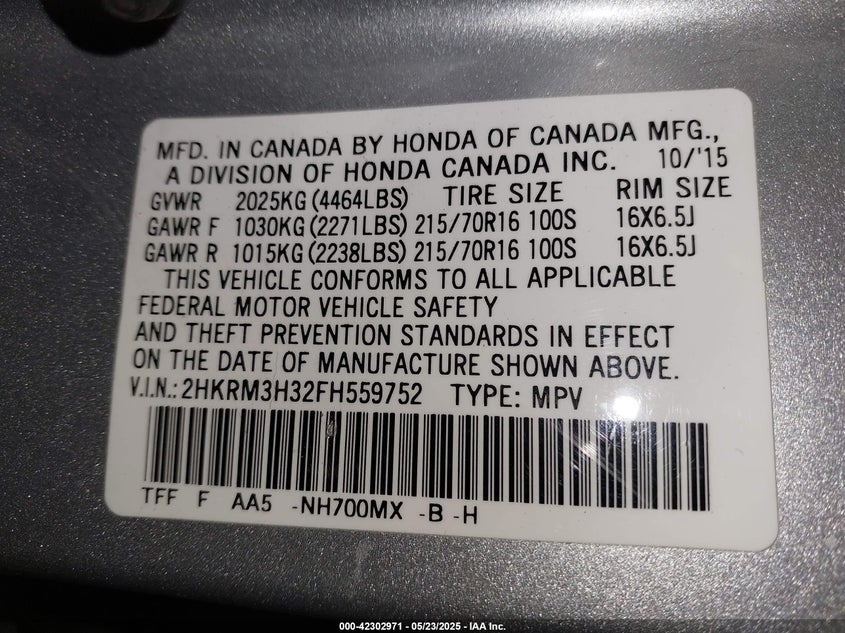 MFD. IN CANADA BY HONDA OF CANADA MFG.,
A DIVISION OF HONDA CANADA INC. 10/'15
GVWR 2025KG (4464LBS) TIRE SIZE RIM SIZE
GAWR F 1030KG (2271LBS) 215/70R16 100S 16X6.5J
GAWR R 1015KG (2238LBS) 215/70R16 100S 16X6.5J
THIS VEHICLE CONFORMS TO ALL APPLICABLE
FEDERAL MOTOR VEHICLE SAFETY
AND THEFT PREVENTION STANDARDS IN EFFECT
ON THE DATE OF MANUFACTURE SHOWN ABOVE.
V.I.N.: 2HKRM3H32FH559752 TYPE: MPV
TFF F AA5 -NH700MX -B -H
000-42302971 - 05/23/2025 - IAA Inc.